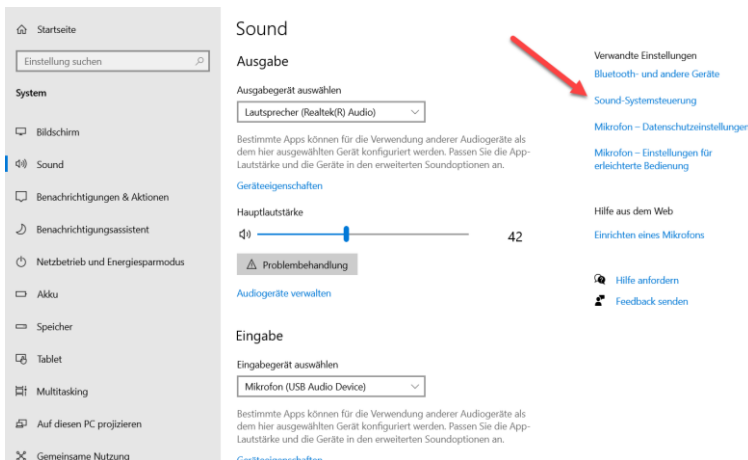 Startseite
Einstellung suchen
System
Bildschirm
Sound
Benachrichtigungen & Aktionen
Benachrichtigungsassistent
Netzbetrieb und Energiesparmodus
Akku
Speicher
Tablet
Multitasking
Auf diesen PC projizieren
Gemeinsame Nutzung
Sound
Ausgabe
Ausgabegerät auswählen
Lautsprecher (Realtek(R) Audio)
Bestimmte Apps können für die Verwendung anderer Audiogeräte als
dem hier ausgewählten Gerät konfiguriert werden. Passen Sie die App-
Lautstärke und die Geräte in den erweiterten Soundoptionen an.
Geräteeigenschaften
Hauptlautstärke
42
Problembehandlung
Audiogeräte verwalten
Eingabe
Eingabegerät auswählen
Mikrofon (USB Audio Device)
Bestimmte Apps können für die Verwendung anderer Audiogeräte als
dem hier ausgewählten Gerät konfiguriert werden. Passen Sie die App-
Lautstärke und die Geräte in den erweiterten Soundoptionen an.
Geräteeigenschaften
Verwandte Einstellungen
Bluetooth- und andere Geräte
Sound-Systemsteuerung
Mikrofon – Datenschutzeinstellungen
Mikrofon – Einstellungen für
erleichterte Bedienung
Hilfe aus dem Web
Einrichten eines Mikrofons
Hilfe anfordern
Feedback senden